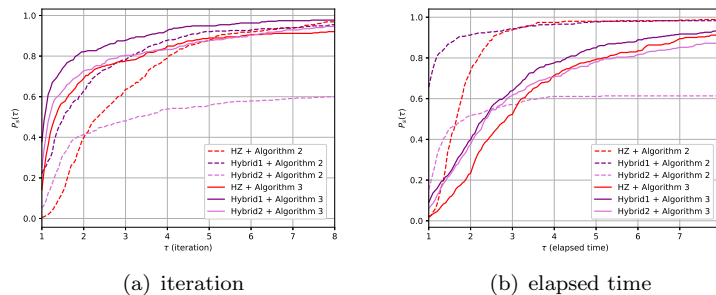 1.0
0.8
0.6
0.4
0.2
0.0
P_s(τ)
HZ + Algorithm 2
Hybrid1 + Algorithm 2
Hybrid2 + Algorithm 2
HZ + Algorithm 3
Hybrid1 + Algorithm 3
Hybrid2 + Algorithm 3
1 2 3 4 5 6 7 8
τ (iteration)
(a) iteration
1.0
0.8
0.6
0.4
0.2
0.0
P_s(τ)
HZ + Algorithm 2
Hybrid1 + Algorithm 2
Hybrid2 + Algorithm 2
HZ + Algorithm 3
Hybrid1 + Algorithm 3
Hybrid2 + Algorithm 3
1 2 3 4 5 6 7
τ (elapsed time)
(b) elapsed time